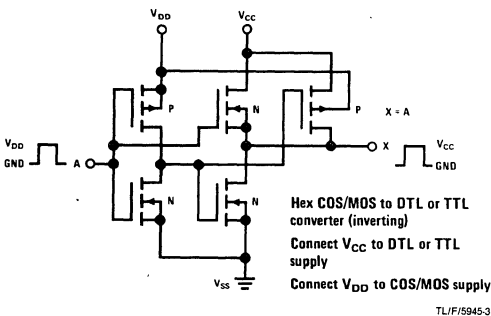 VDD
VCC
P
N
P
X = A
VDD
GND
A
X
VCC
GND
N
N
Hex COS/MOS to DTL or TTL
converter (inverting)
Connect VCC to DTL or TTL
supply
VSS
Connect VDD to COS/MOS supply
TL/F/5945-3